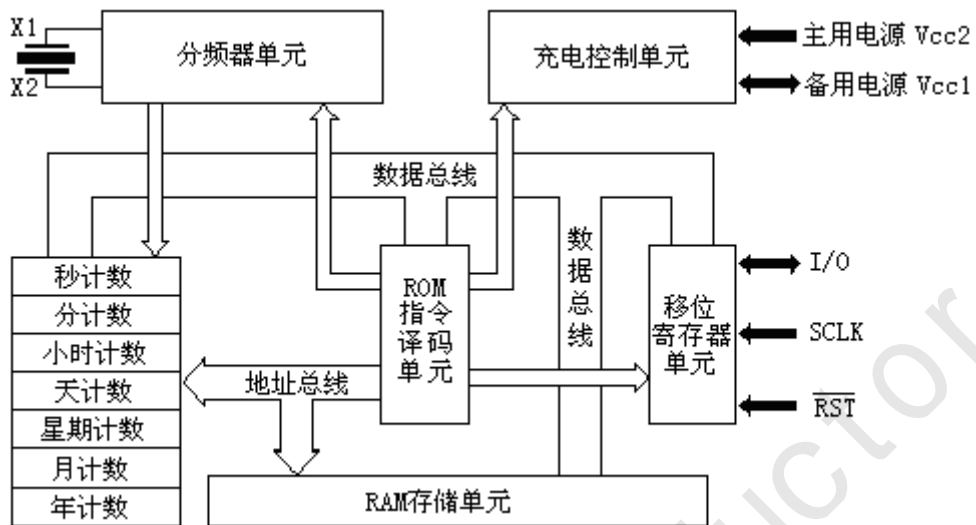 X1
X2
分频器单元
充电控制单元
主用电源 Vcc2
备用电源 Vcc1
数据总线
数
据
总
线
秒计数
分计数
小时计数
天计数
星期计数
月计数
年计数
ROM
指令
译码
单元
地址总线
移位
寄存器
单元
I/O
SCLK
RST
RAM存储单元
uctor